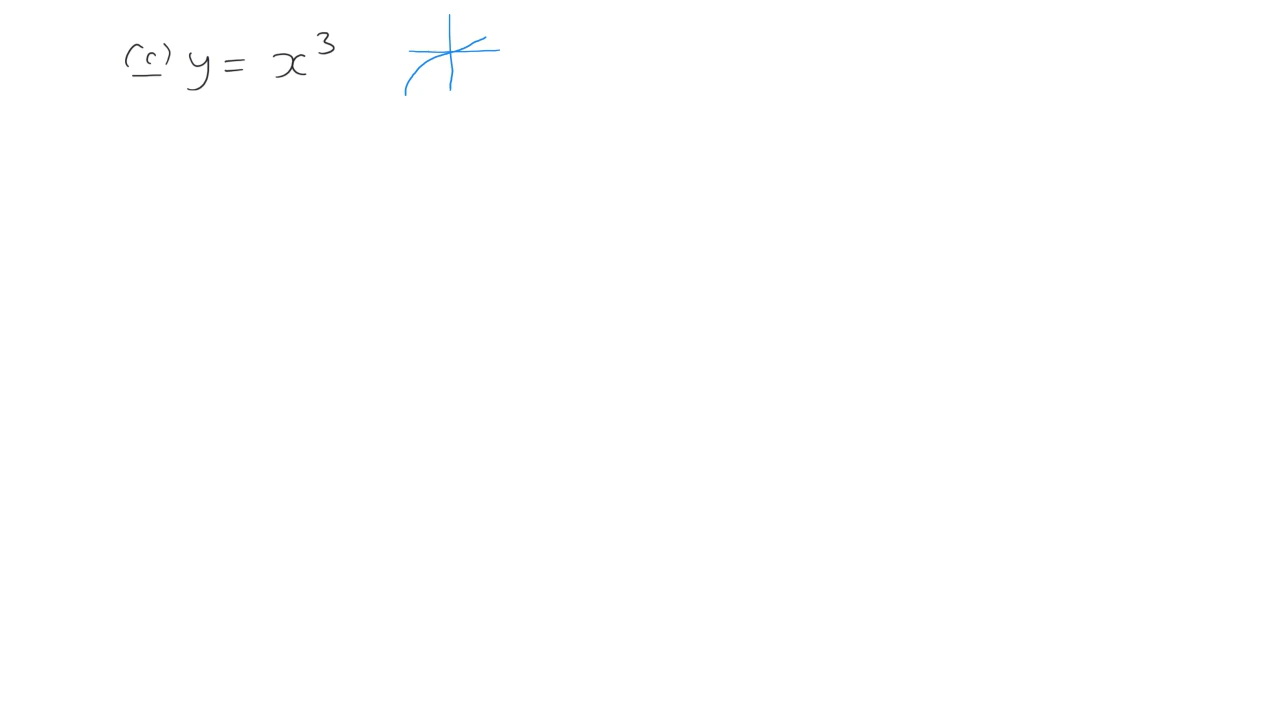 (c) y = x³